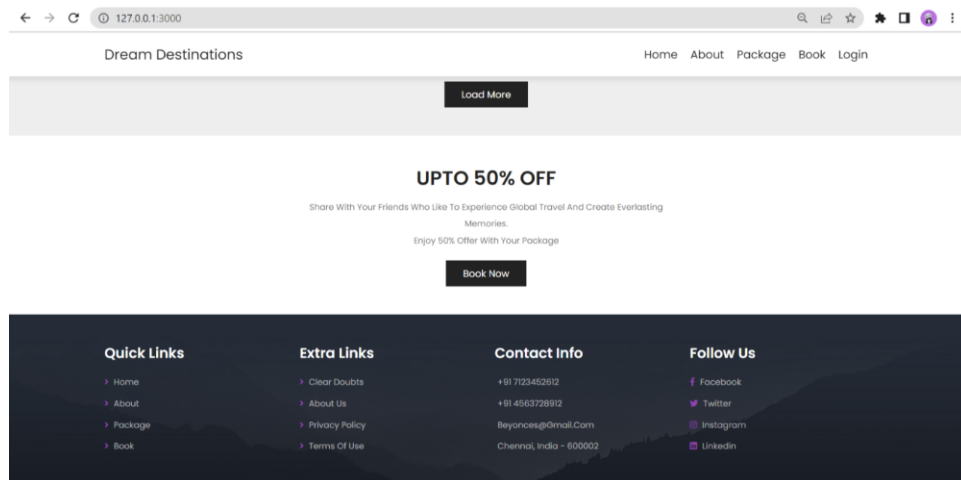 127.0.0.1:3000
Dream Destinations
Home About Package Book Login
Load More
UPTO 50% OFF
Share With Your Friends Who Like To Experience Global Travel And Create Everlasting
Memories.
Enjoy 50% Offer With Your Package
Book Now
Quick Links
Home
About
Package
Book
Extra Links
Clear Doubts
About Us
Privacy Policy
Terms Of Use
Contact Info
+91 7123452612
+91 4563728912
Beyonces@Gmail.Com
Chennai, India - 600002
Follow Us
Facebook
Twitter
Instagram
Linkedin